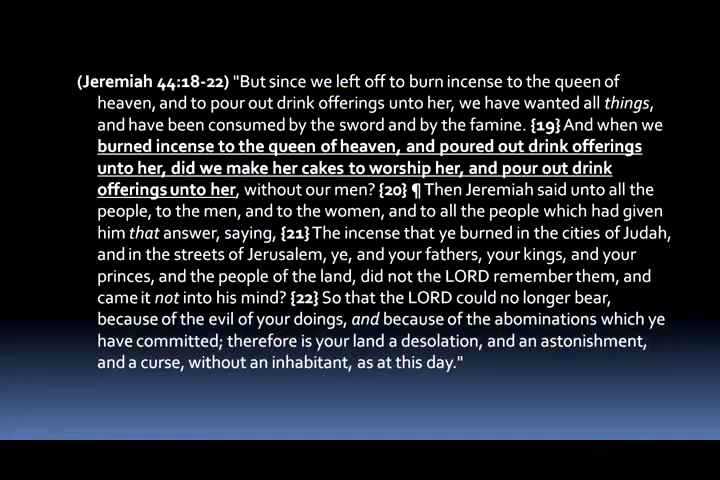 (Jeremiah 44:18-22) "But since we left off to burn incense to the queen of
heaven, and to pour out drink offerings unto her, we have wanted all things,
and have been consumed by the sword and by the famine. {19} And when we
burned incense to the queen of heaven, and poured out drink offerings
unto her, did we make her cakes to worship her, and pour out drink
offerings unto her, without our men? {20} ¶ Then Jeremiah said unto all the
people, to the men, and to the women, and to all the people which had given
him that answer, saying, {21} The incense that ye burned in the cities of Judah,
and in the streets of Jerusalem, ye, and your fathers, your kings, and your
princes, and the people of the land, did not the LORD remember them, and
came it not into his mind? {22} So that the LORD could no longer bear,
because of the evil of your doings, and because of the abominations which ye
have committed; therefore is your land a desolation, and an astonishment,
and a curse, without an inhabitant, as at this day."